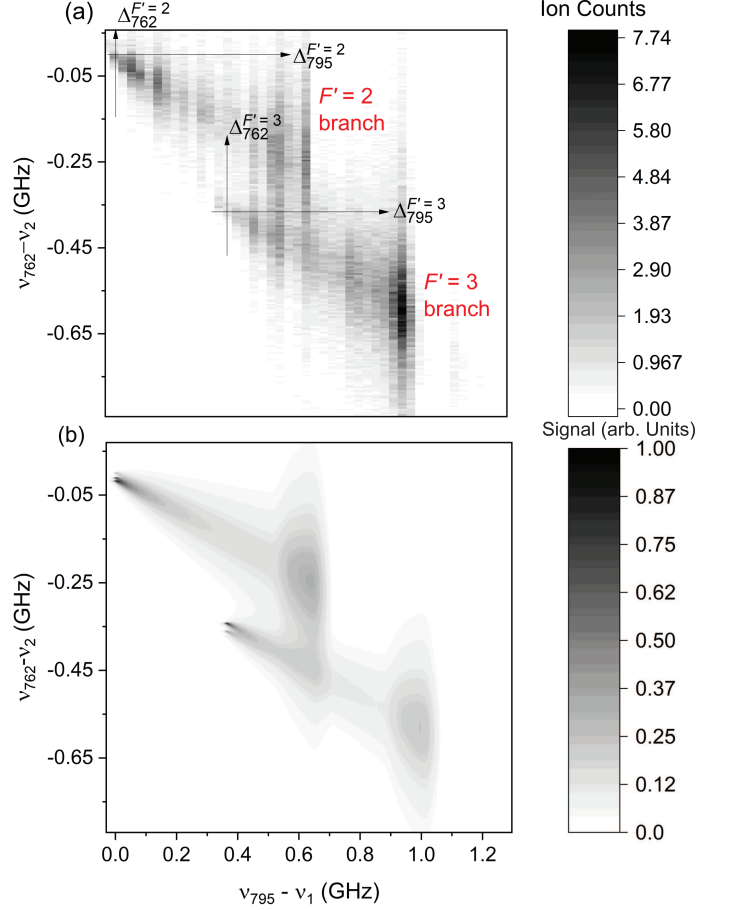 (a)
Δ762 F' = 2
Ion Counts
Δ795 F' = 2
F' = 2
branch
Δ762 F' = 3
Δ795 F' = 3
F' = 3
branch
-0.05
-0.25
-0.45
-0.65
ν762–ν2 (GHz)
7.74
6.77
5.80
4.84
3.87
2.90
1.93
0.967
0.00
(b)
Signal (arb. Units)
-0.05
-0.25
-0.45
-0.65
ν762-ν2 (GHz)
1.00
0.87
0.75
0.62
0.50
0.37
0.25
0.12
0.0
0.0 0.2 0.4 0.6 0.8 1.0 1.2
ν795 - ν1 (GHz)